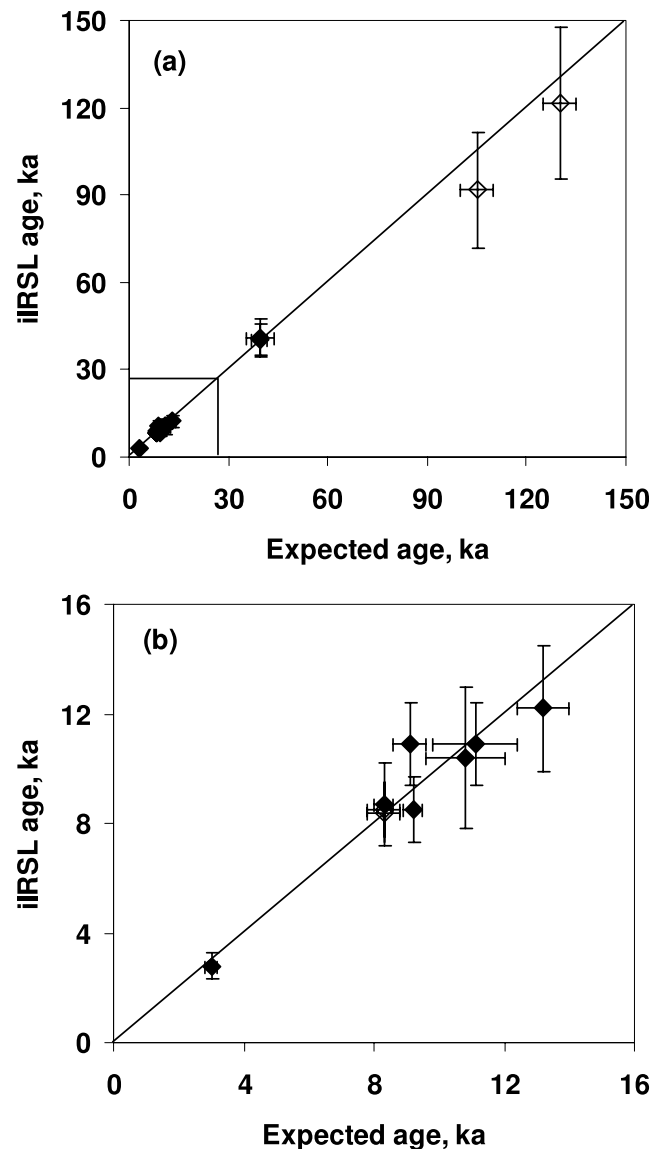 (a)
150
120
90
60
30
0
iIRSL age, ka
0 30 60 90 120 150
Expected age, ka
(b)
16
12
8
4
0
iIRSL age, ka
0 4 8 12 16
Expected age, ka